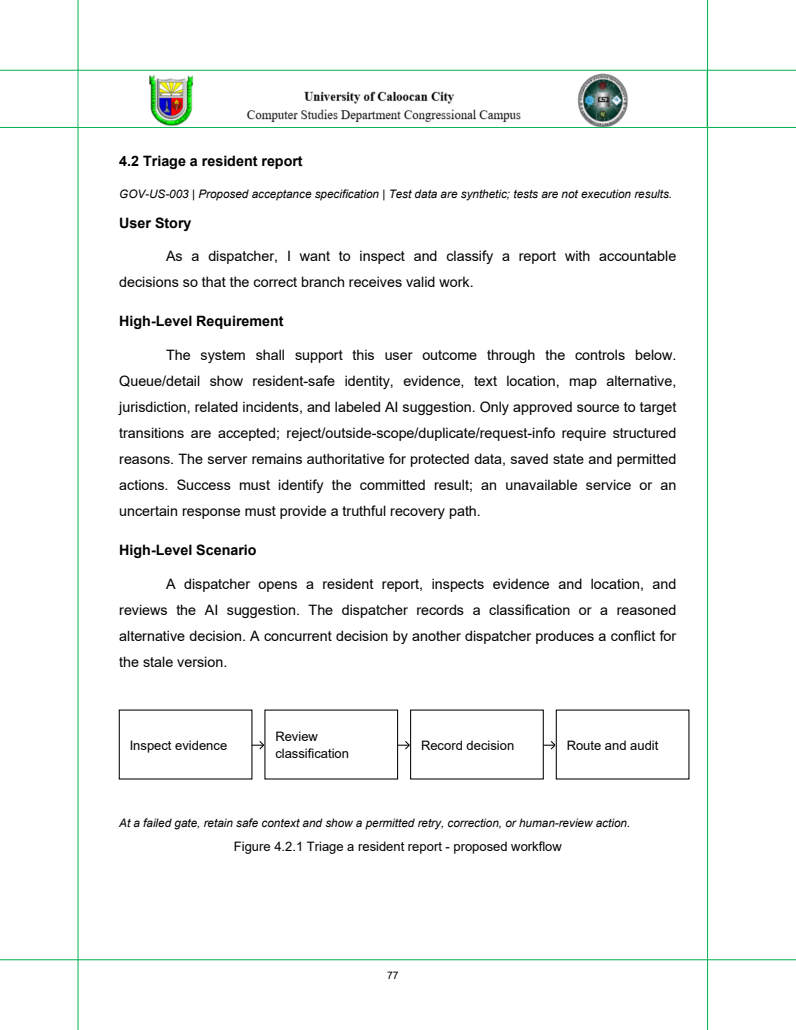 University of Caloocan City
Computer Studies Department Congressional Campus
4.2 Triage a resident report
GOV-US-003 | Proposed acceptance specification | Test data are synthetic; tests are not execution results.
User Story
As a dispatcher, I want to inspect and classify a report with accountable
decisions so that the correct branch receives valid work.
High-Level Requirement
The system shall support this user outcome through the controls below.
Queue/detail show resident-safe identity, evidence, text location, map alternative,
jurisdiction, related incidents, and labeled AI suggestion. Only approved source to target
transitions are accepted; reject/outside-scope/duplicate/request-info require structured
reasons. The server remains authoritative for protected data, saved state and permitted
actions. Success must identify the committed result; an unavailable service or an
uncertain response must provide a truthful recovery path.
High-Level Scenario
A dispatcher opens a resident report, inspects evidence and location, and
reviews the AI suggestion. The dispatcher records a classification or a reasoned
alternative decision. A concurrent decision by another dispatcher produces a conflict for
the stale version.
Inspect evidence
Review
classification
Record decision
Route and audit
At a failed gate, retain safe context and show a permitted retry, correction, or human-review action.
Figure 4.2.1 Triage a resident report - proposed workflow
77